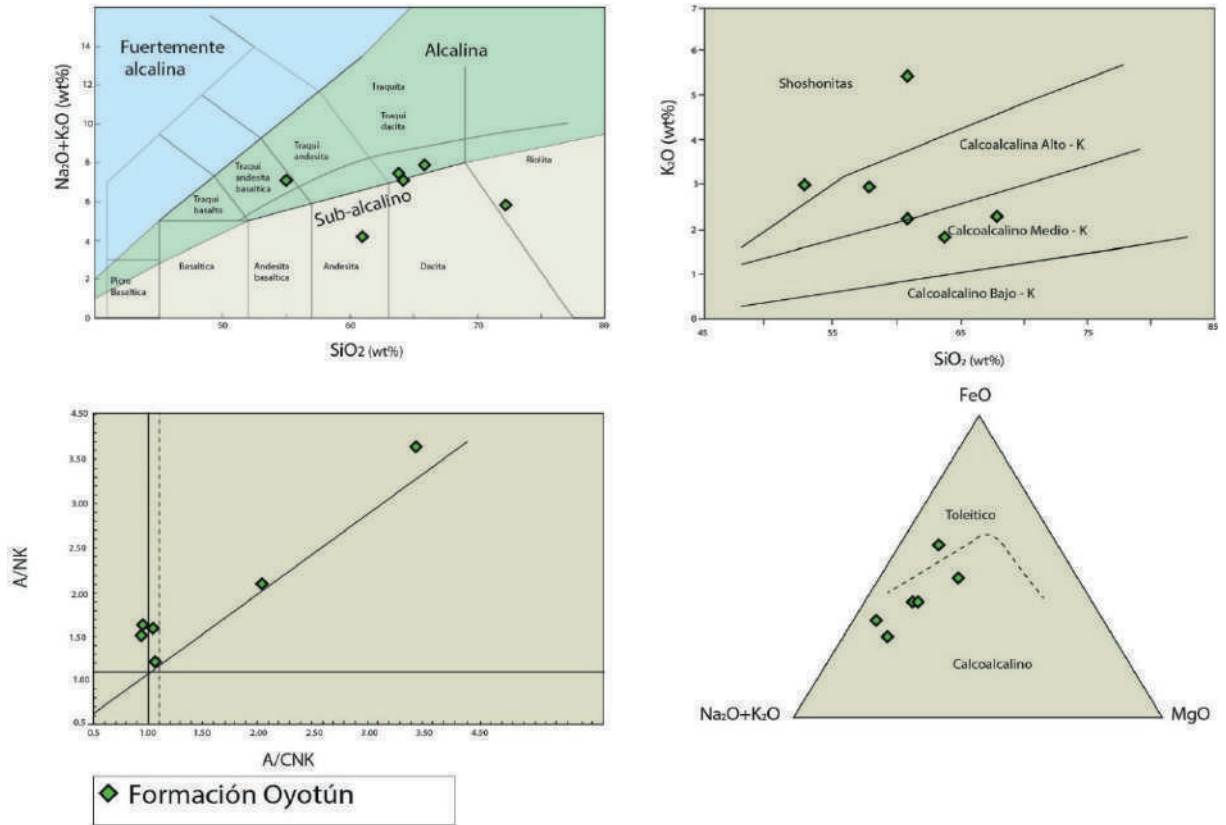 Fuertemente
alcalina
Alcalina
Traquita
Traqui
dacita
Traqui
andesita
Traqui
andesita
basaltica
Traqui
basalto
Sub-alcalino
Riolita
Picro
Basaltica
Basaltica
Andesita
basaltica
Andesita
Dacita
14
12
10
8
6
4
2
0
50
60
70
80
Na₂O+K₂O (wt%)
SiO₂ (wt%)
7
6
5
4
3
2
1
0
45
55
65
75
85
K₂O (wt%)
SiO₂ (wt%)
Shoshonitas
Calcoalcalina Alto - K
Calcoalcalino Medio - K
Calcoalcalino Bajo - K
4.50
3.50
3.00
2.50
2.00
1.50
1.00
0.5
0.5
1.00
1.50
2.00
2.50
3.00
3.50
4.50
A/NK
A/CNK
FeO
Toleitico
Calcoalcalino
Na₂O+K₂O
MgO
Formación Oyotún